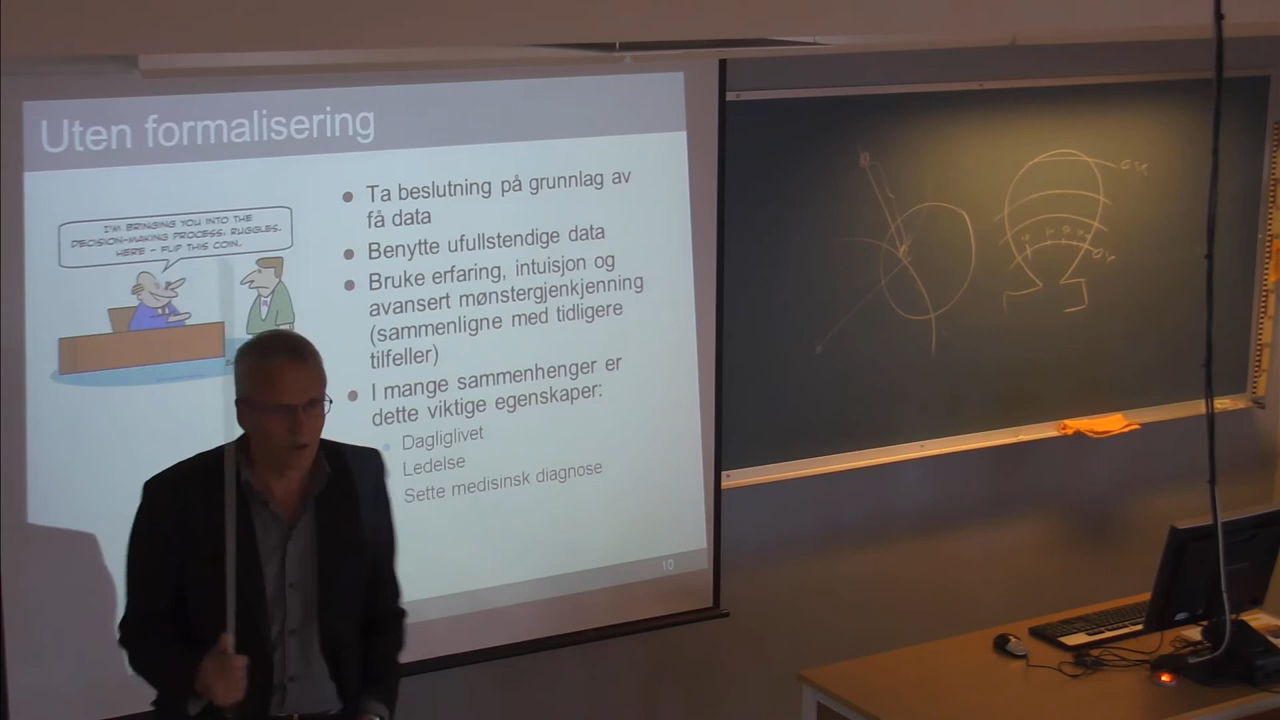 Uten formalisering
I'M BRINGING YOU INTO THE
DECISION-MAKING PROCESS, RUGGLES.
HERE - FLIP THIS COIN.
Ta beslutning på grunnlag av
få data
Benytte ufullstendige data
Bruke erfaring, intuisjon og
avansert mønstergjenkjenning
(sammenligne med tidligere
tilfeller)
I mange sammenhenger er
dette viktige egenskaper:
Dagliglivet
Ledelse
Sette medisinsk diagnose
10